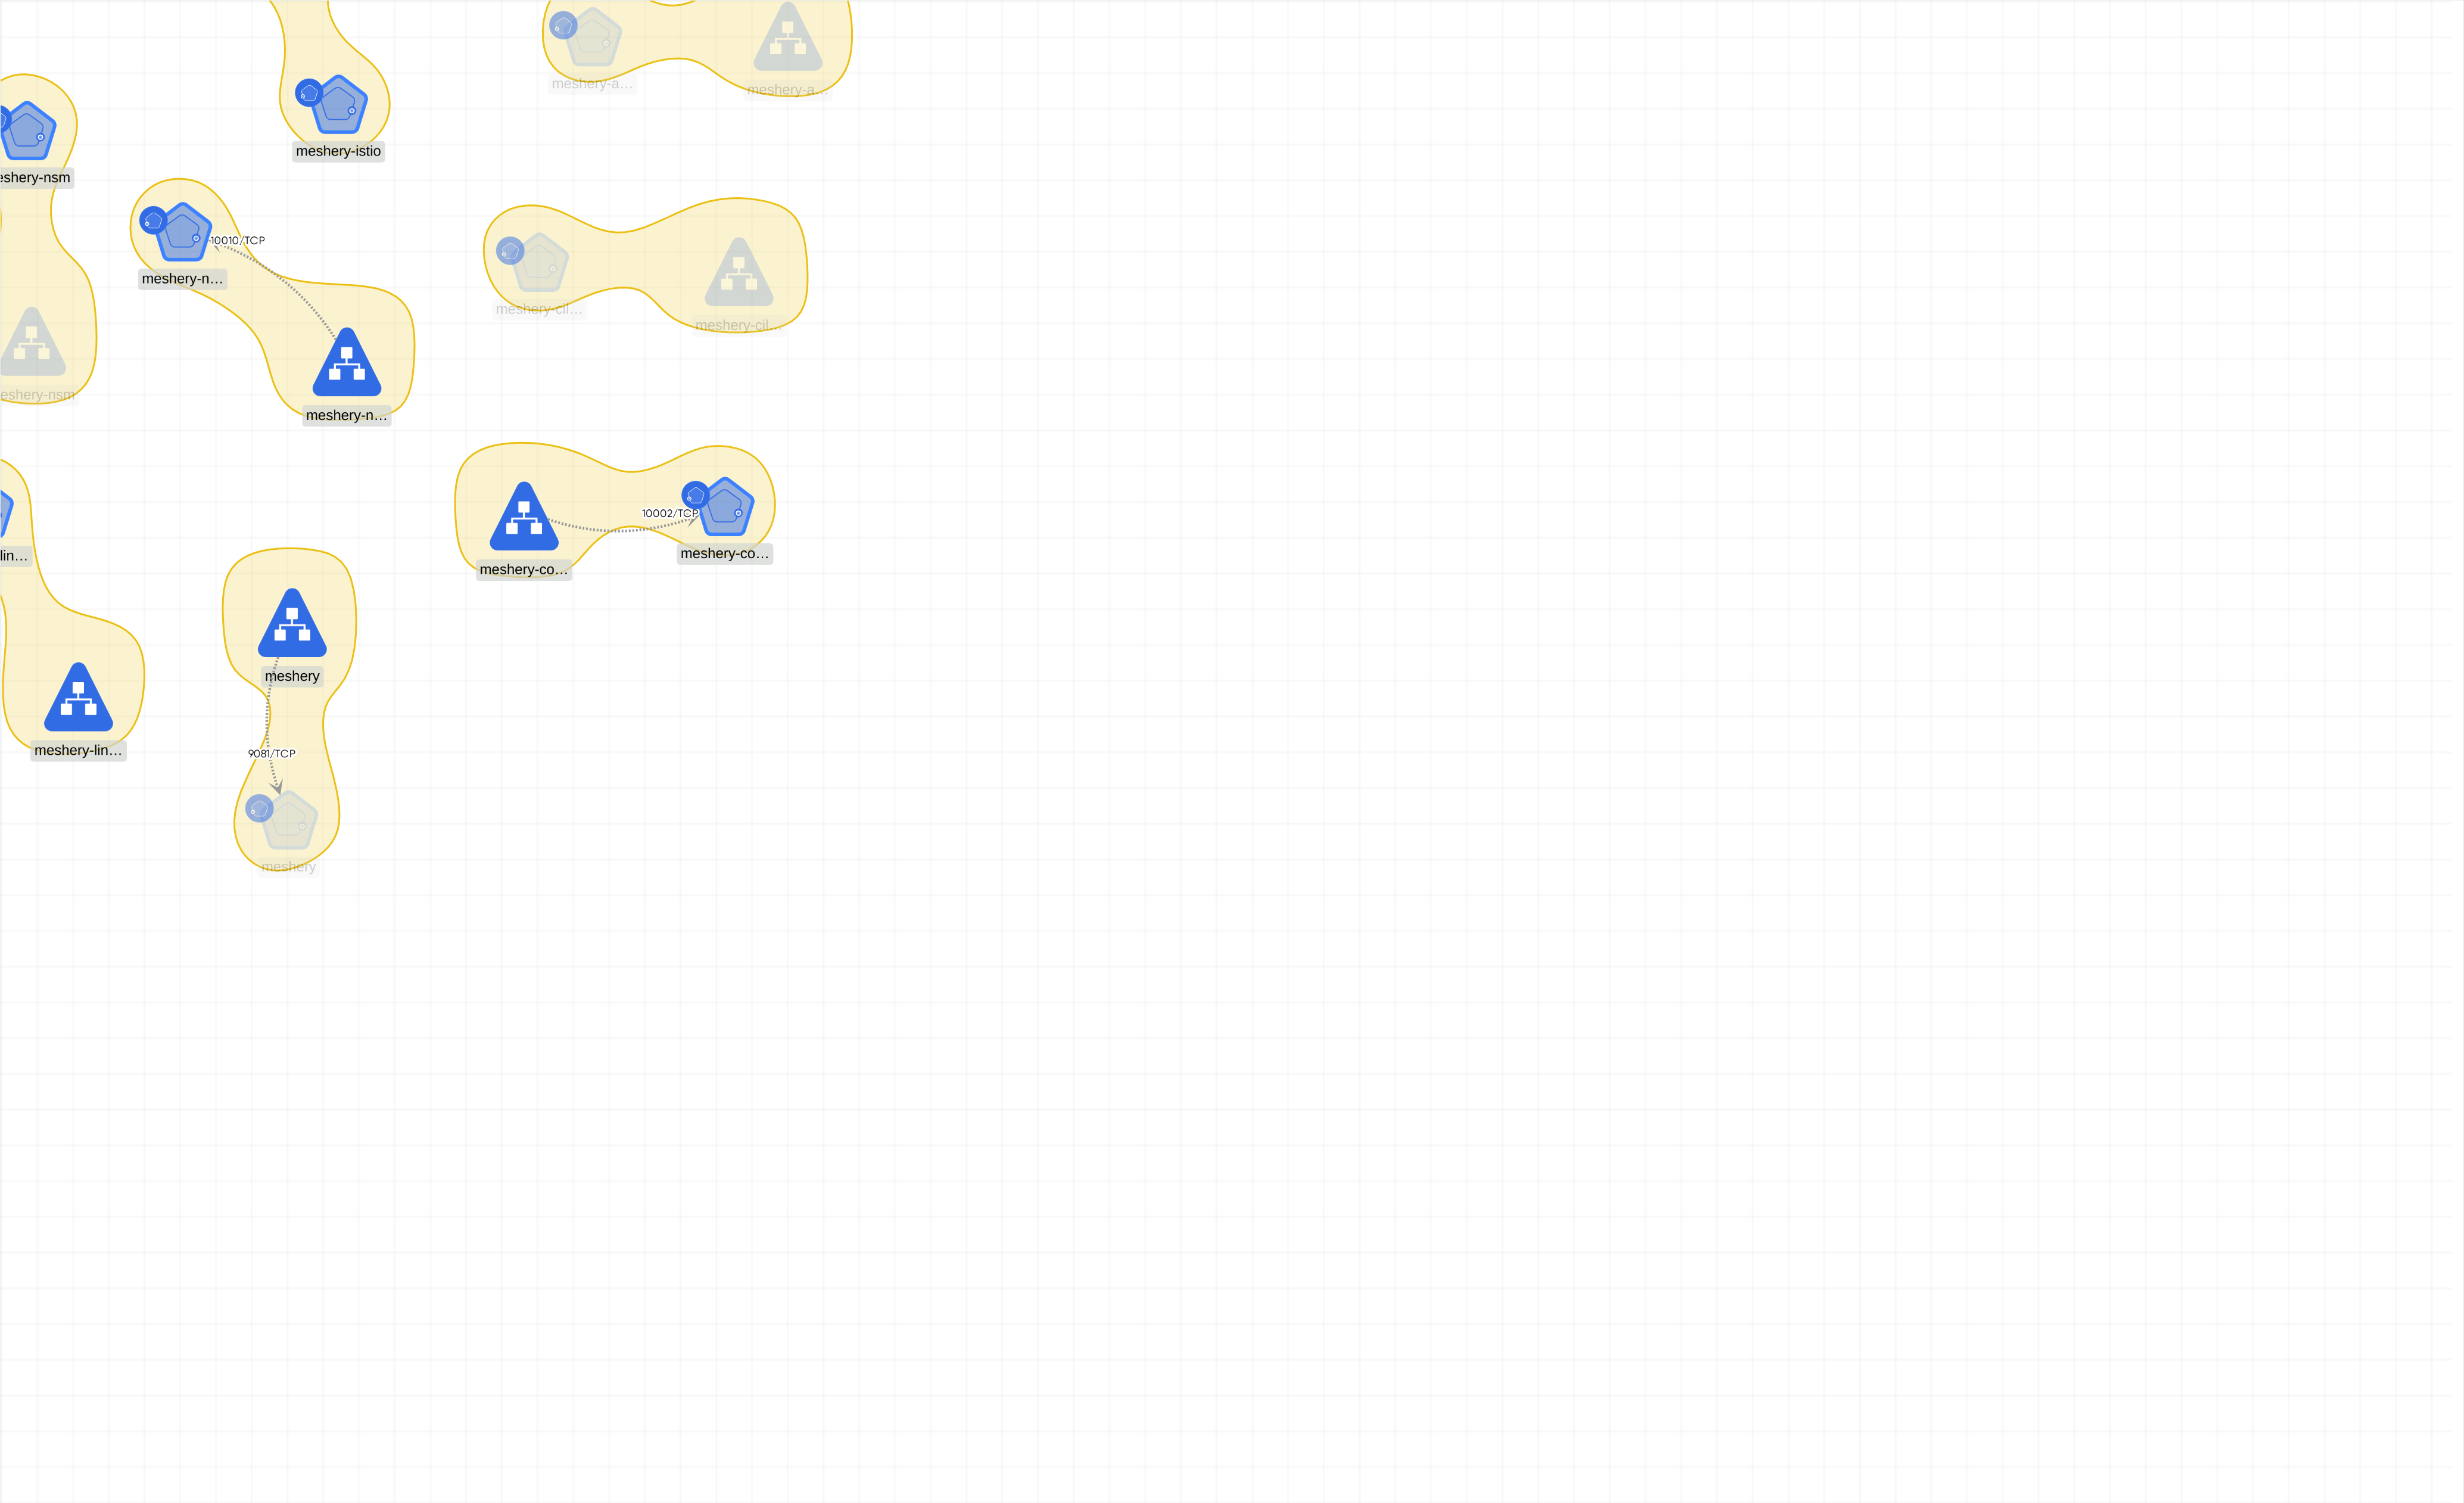 meshery-a…
meshery-a…
meshery-istio
eshery-nsm
10010/TCP
meshery-n…
meshery-cil…
meshery-cil…
eshery-nsm
meshery-n…
10002/TCP
lin…
meshery-co…
meshery-co…
meshery
meshery-lin…
9081/TCP
meshery